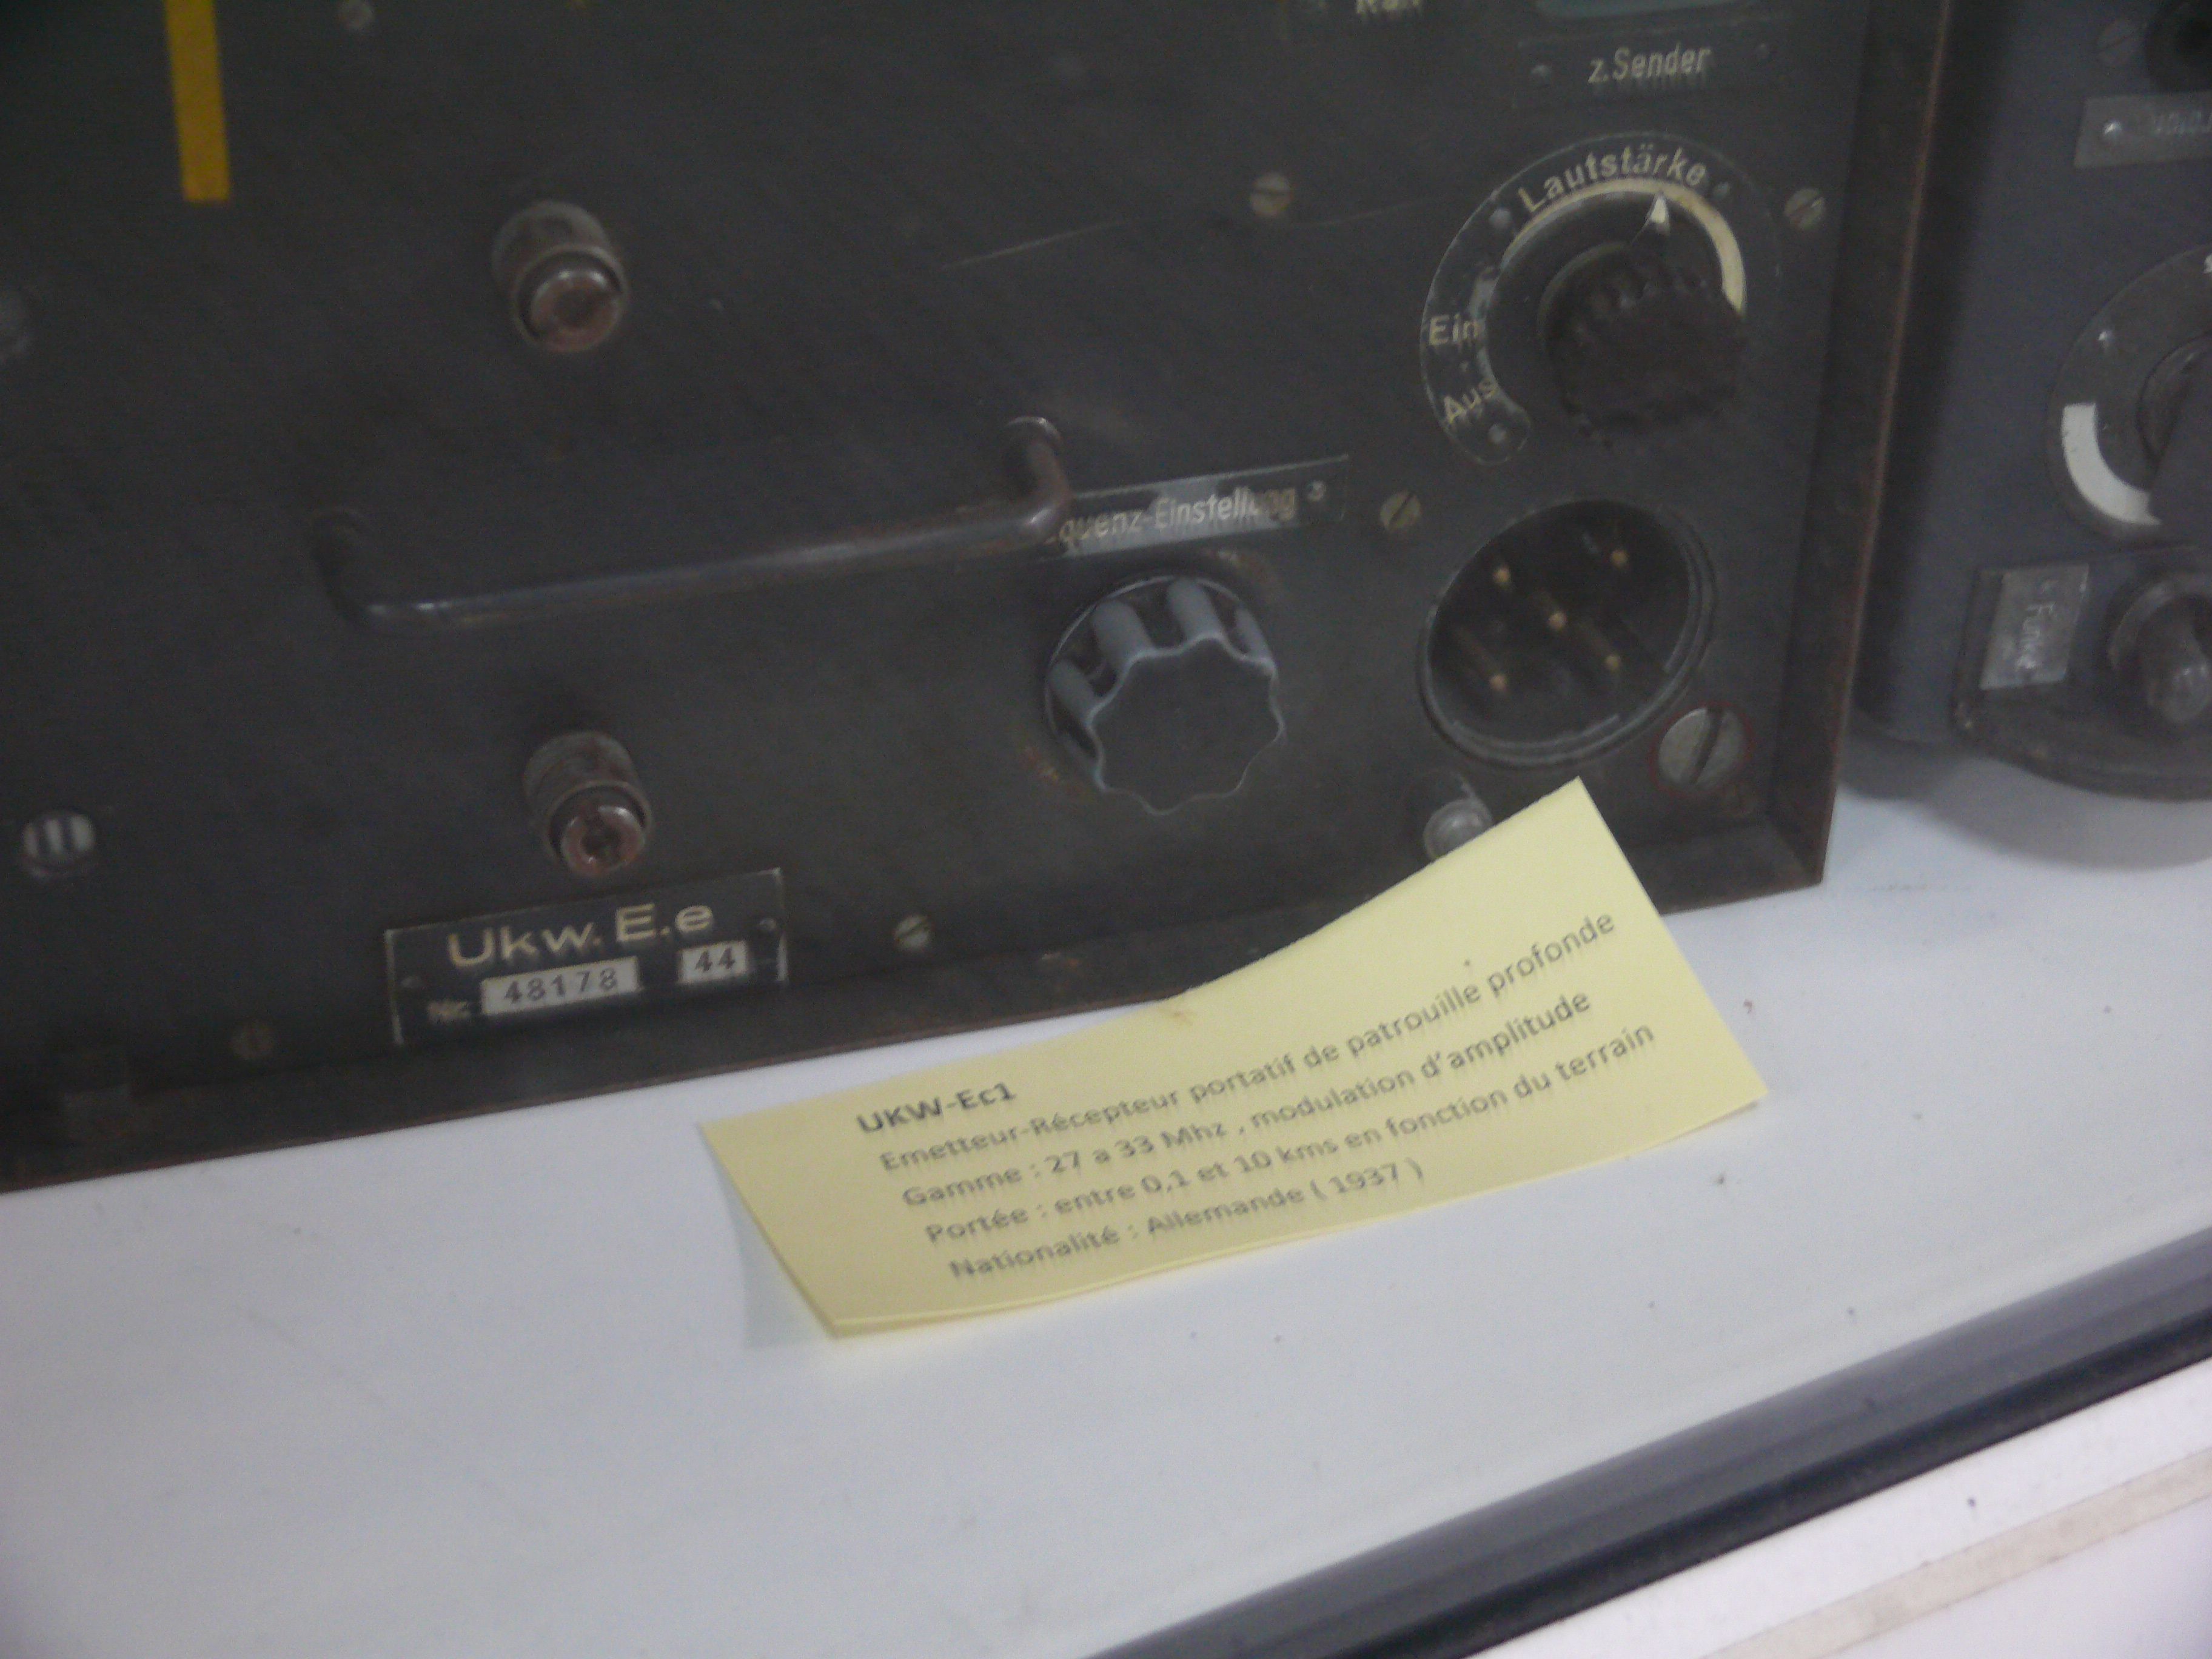 z.Sender
Lautstärke
Ein
Aus
quenz-Einstellung
Ukw.E.e
Nr. 48178 44
UKW-Ec1
Emetteur-Récepteur portatif de patrouille profonde
Gamme : 27 a 33 Mhz , modulation d'amplitude
Portée : entre 0,1 et 10 kms en fonction du terrain
Nationalité : Allemande ( 1937 )